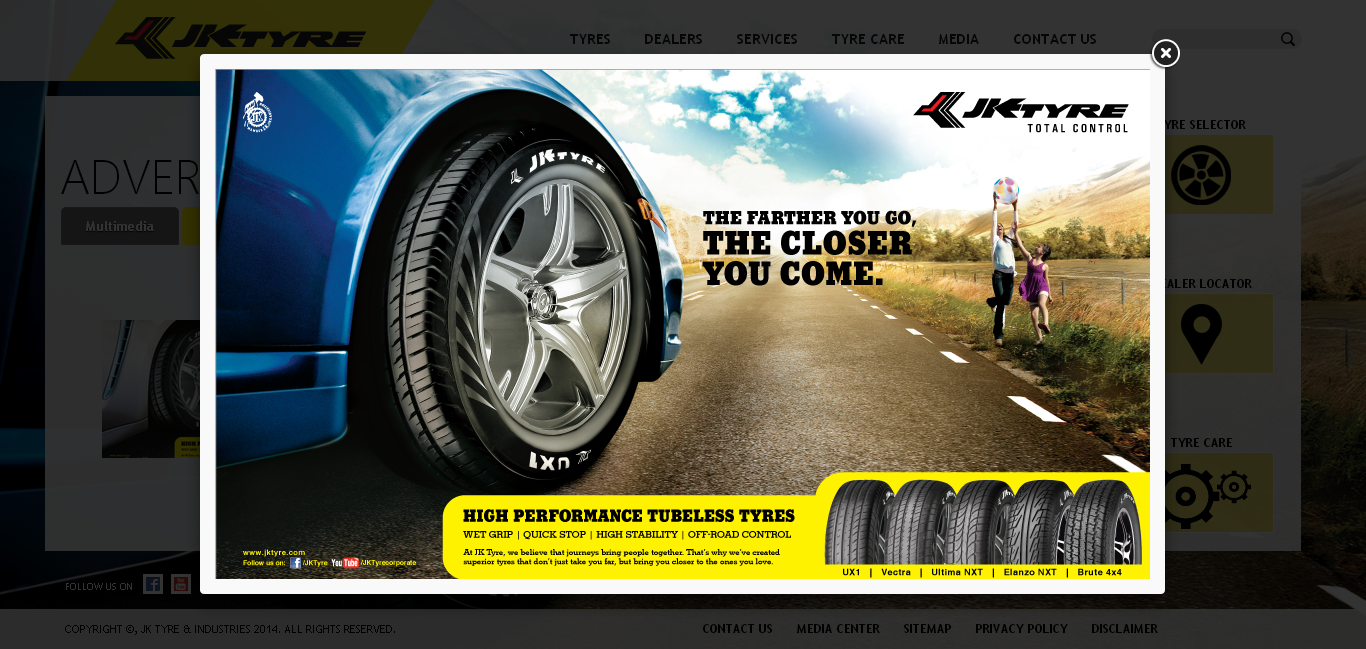 JK TYRE
TYRES DEALERS SERVICES TYRE CARE MEDIA CONTACT US
ADVER
Multimedia
YRE SELECTOR
ALER LOCATOR
TYRE CARE
JK
JK TYRE
TOTAL CONTROL
JK TYRE
UX1
THE FARTHER YOU GO,
THE CLOSER
YOU COME.
HIGH PERFORMANCE TUBELESS TYRES
WET GRIP | QUICK STOP | HIGH STABILITY | OFF-ROAD CONTROL
At JK Tyre, we believe that journeys bring people together. That's why we've created
superior tyres that don't just take you far, but bring you closer to the ones you love.
www.jktyre.com
Follow us on: f /JKTyre YouTube /JKTyrecorporate
UX1 | Vectra | Ultima NXT | Elanzo NXT | Brute 4x4
FOLLOW US ON
COPYRIGHT ©, JK TYRE & INDUSTRIES 2014. ALL RIGHTS RESERVED.
CONTACT US MEDIA CENTER SITEMAP PRIVACY POLICY DISCLAIMER